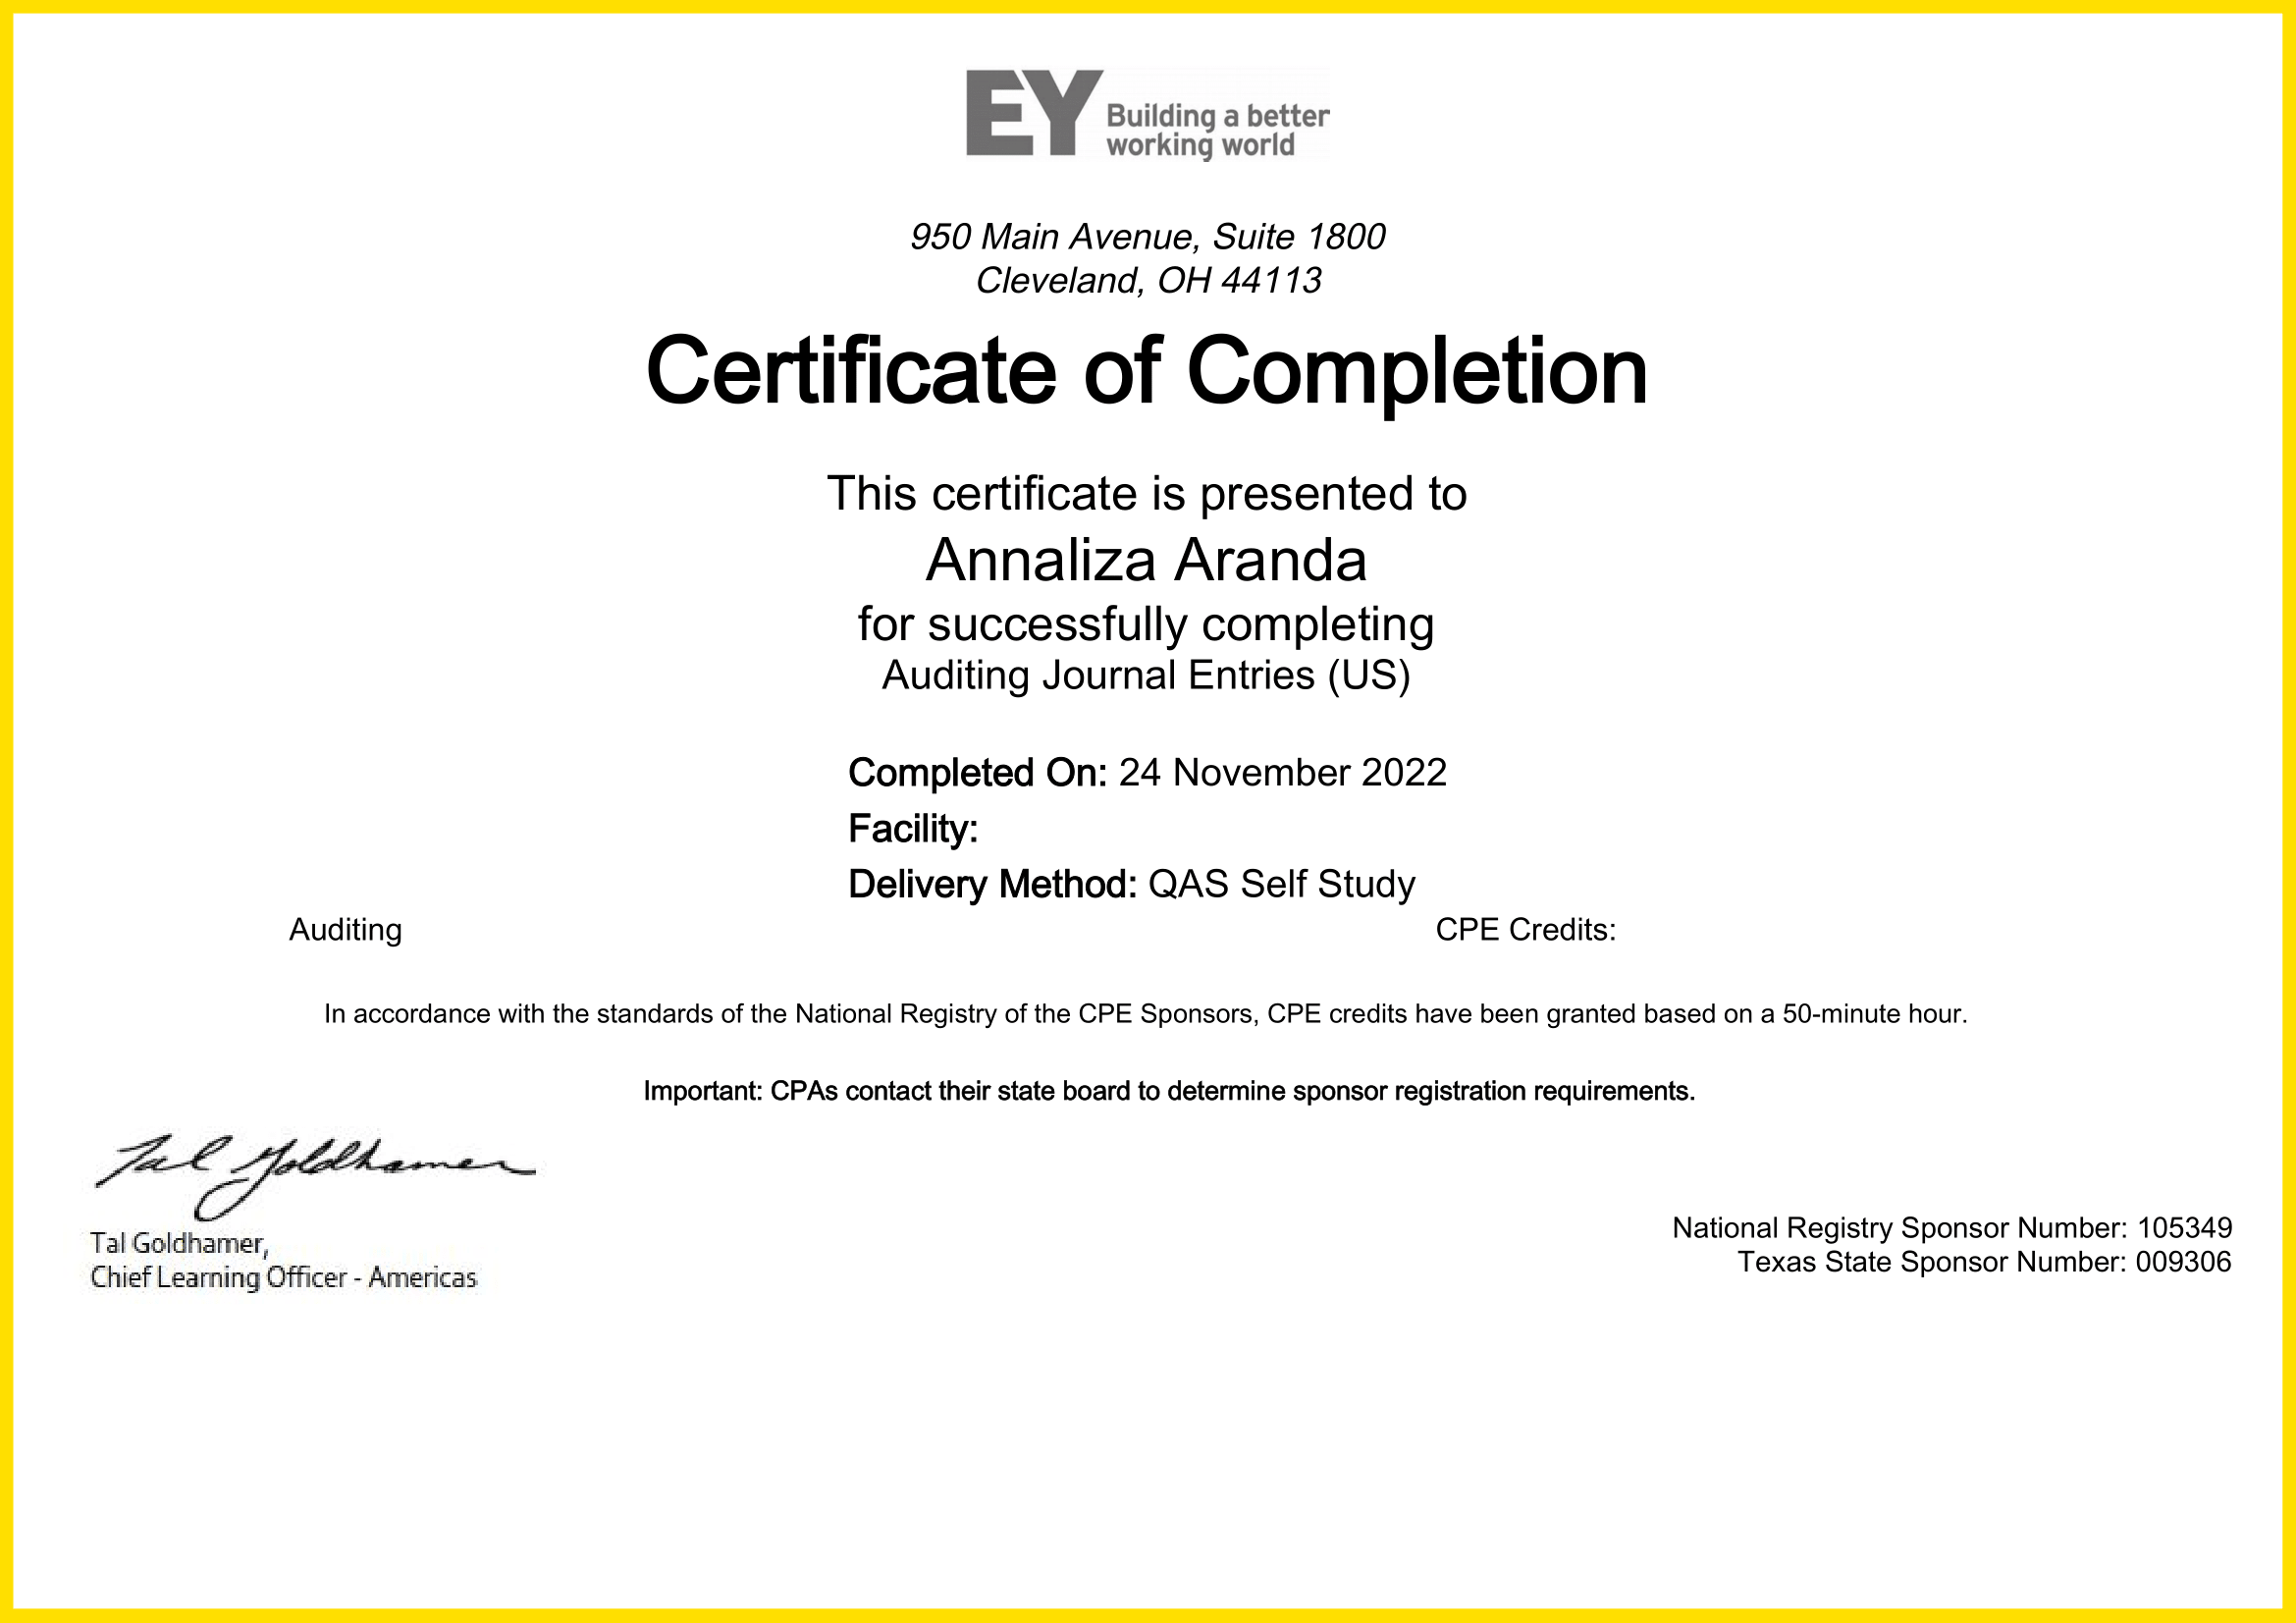 EY Building a better
working world
950 Main Avenue, Suite 1800
Cleveland, OH 44113
Certificate of Completion
This certificate is presented to
Annaliza Aranda
for successfully completing
Auditing Journal Entries (US)
Completed On: 24 November 2022
Facility:
Delivery Method: QAS Self Study
Auditing CPE Credits:
In accordance with the standards of the National Registry of the CPE Sponsors, CPE credits have been granted based on a 50-minute hour.
Important: CPAs contact their state board to determine sponsor registration requirements.
Tal Goldhamer
Tal Goldhamer,
Chief Learning Officer - Americas
National Registry Sponsor Number: 105349
Texas State Sponsor Number: 009306